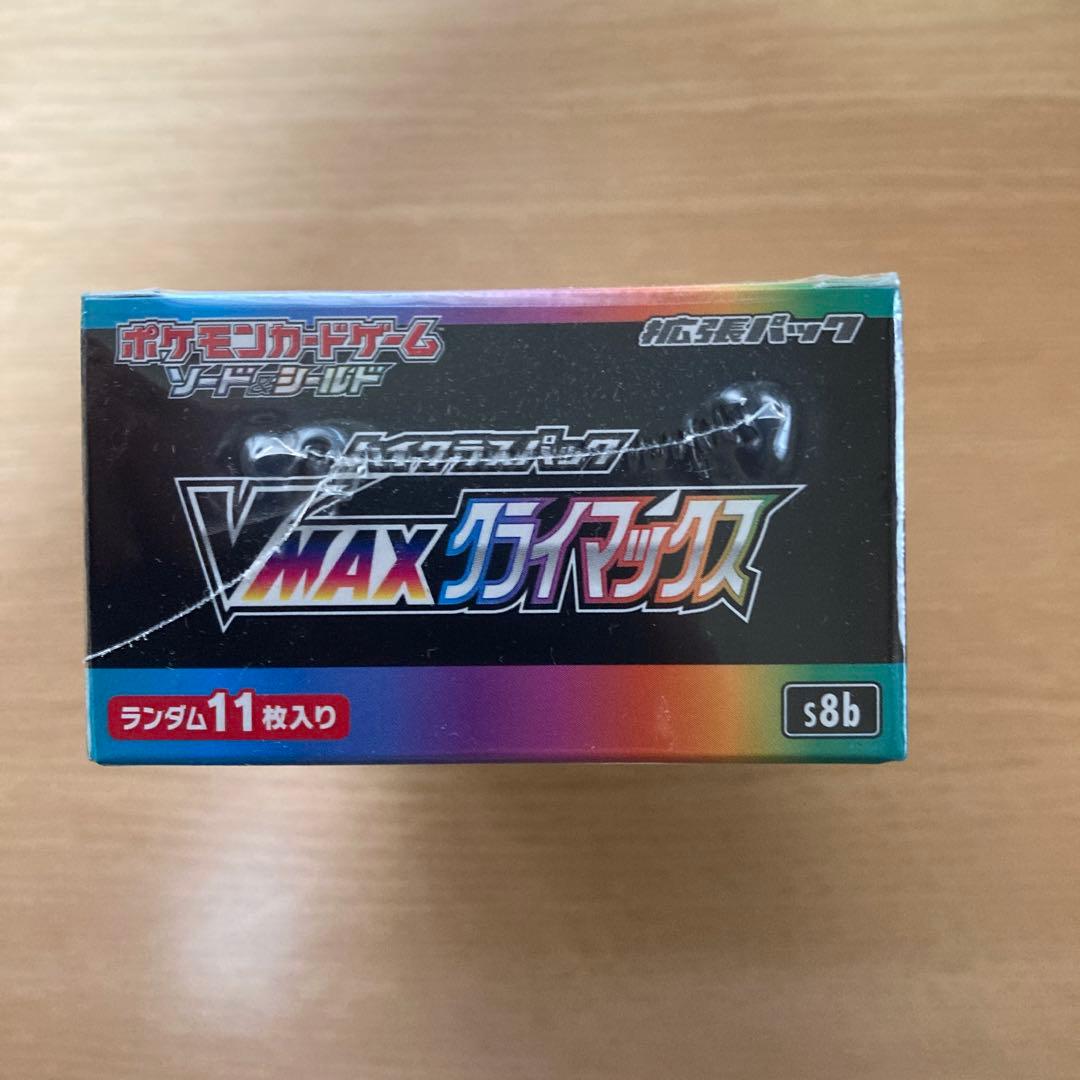 ポケモンカードゲーム
ソード&シールド
拡張パック
ハイクラスパック
VMAXクライマックス
ランダム11枚入り
s8b